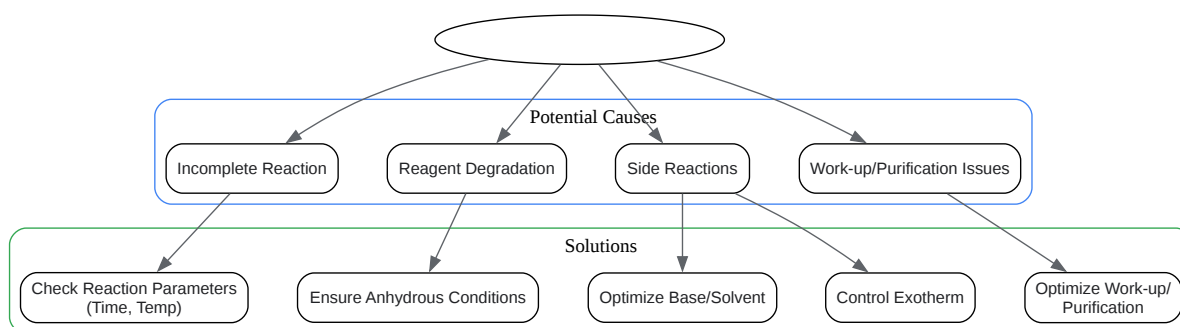 Potential Causes
Incomplete Reaction
Reagent Degradation
Side Reactions
Work-up/Purification Issues
Solutions
Check Reaction Parameters
(Time, Temp)
Ensure Anhydrous Conditions
Optimize Base/Solvent
Control Exotherm
Optimize Work-up/
Purification